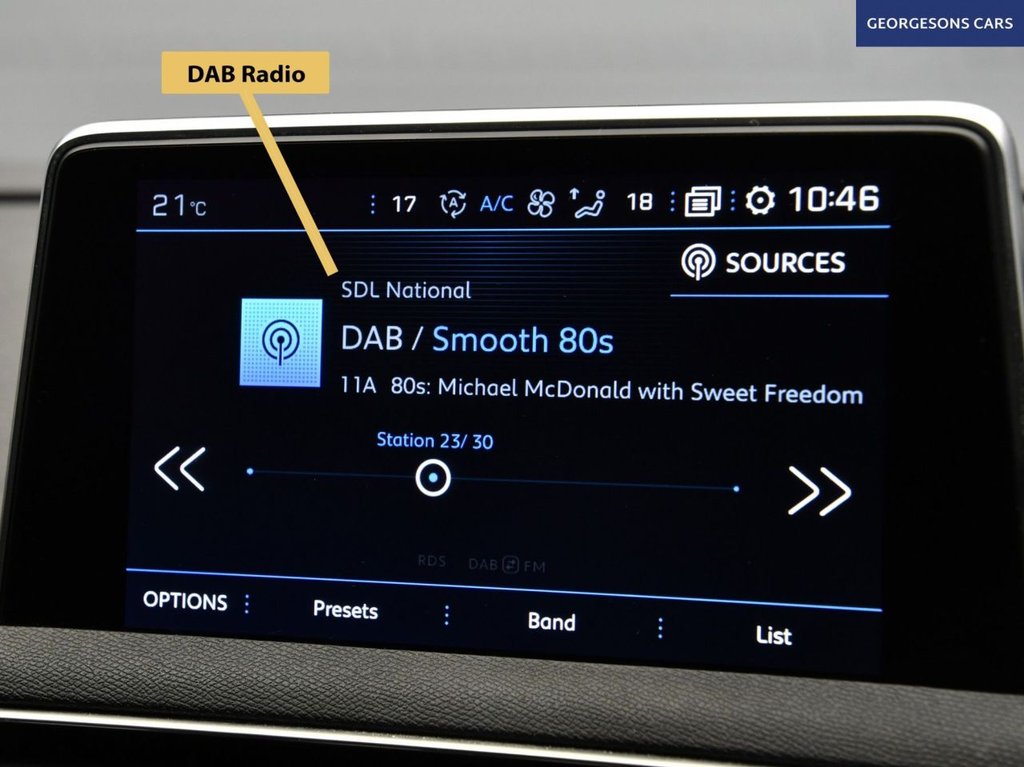 GEORGESONS CARS
DAB Radio
21°C 17 A A/C 18 10:46
SOURCES
SDL National
DAB / Smooth 80s
11A 80s: Michael McDonald with Sweet Freedom
Station 23/ 30
RDS DAB FM
OPTIONS Presets Band List